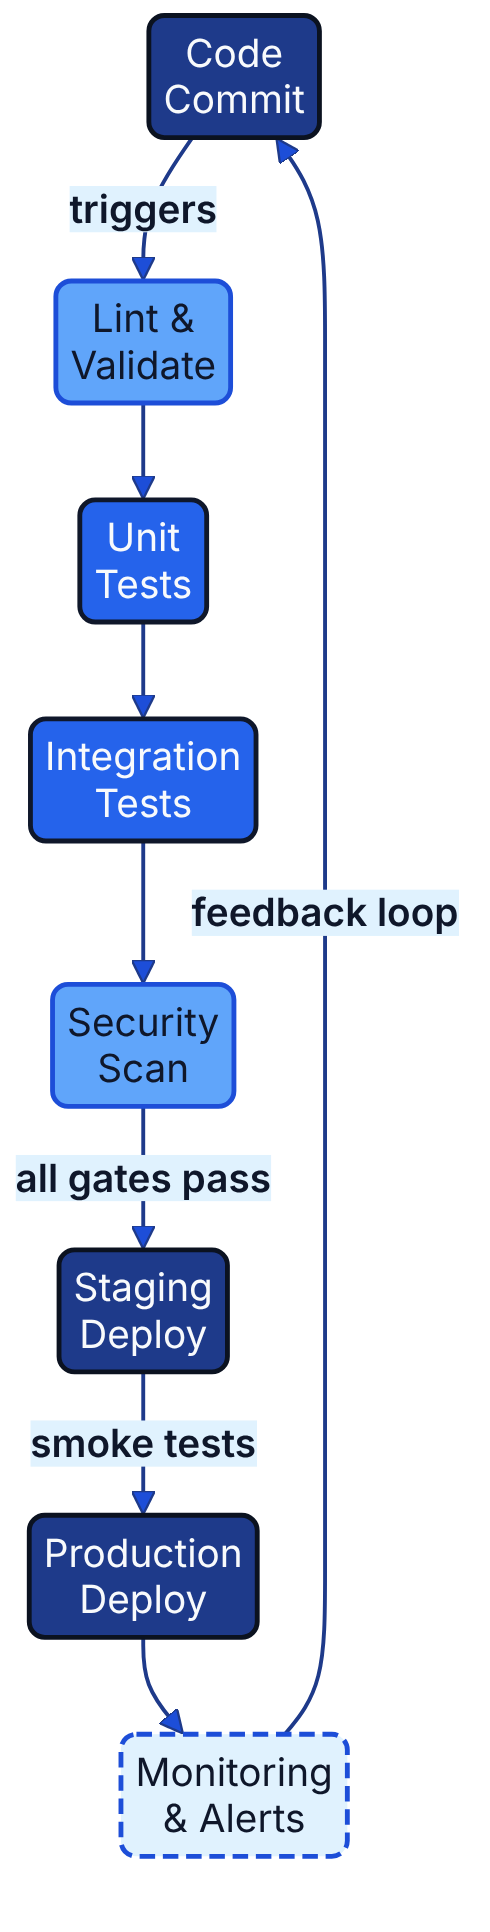 Code
Commit
triggers
Lint &
Validate
Unit
Tests
Integration
Tests
feedback loop
Security
Scan
all gates pass
Staging
Deploy
smoke tests
Production
Deploy
Monitoring
& Alerts